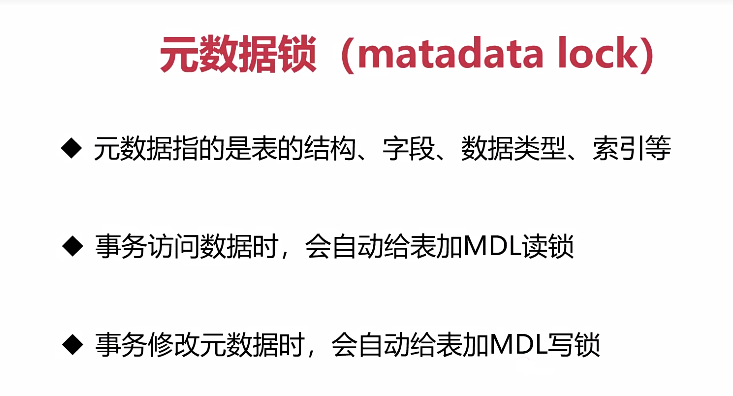 元数据锁（matadata lock）
◆ 元数据指的是表的结构、字段、数据类型、索引等
◆ 事务访问数据时，会自动给表加MDL读锁
◆ 事务修改元数据时，会自动给表加MDL写锁